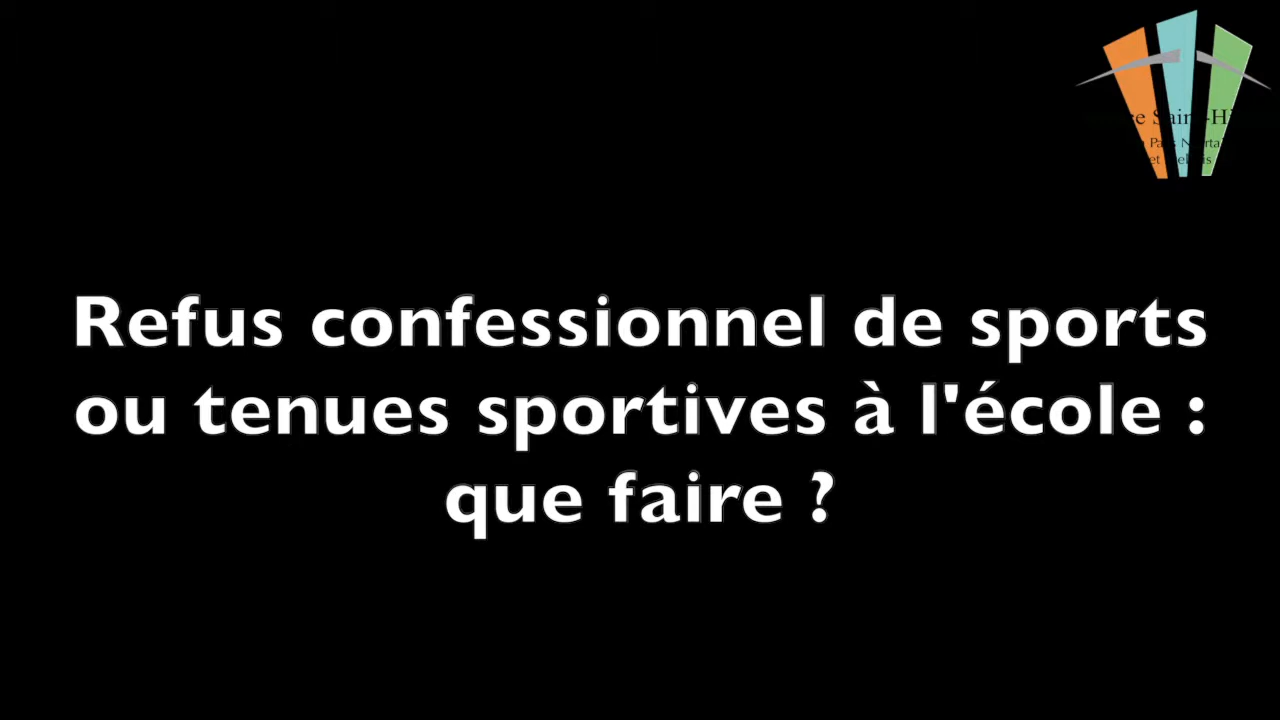 Refus confessionnel de sports
ou tenues sportives à l'école :
que faire ?